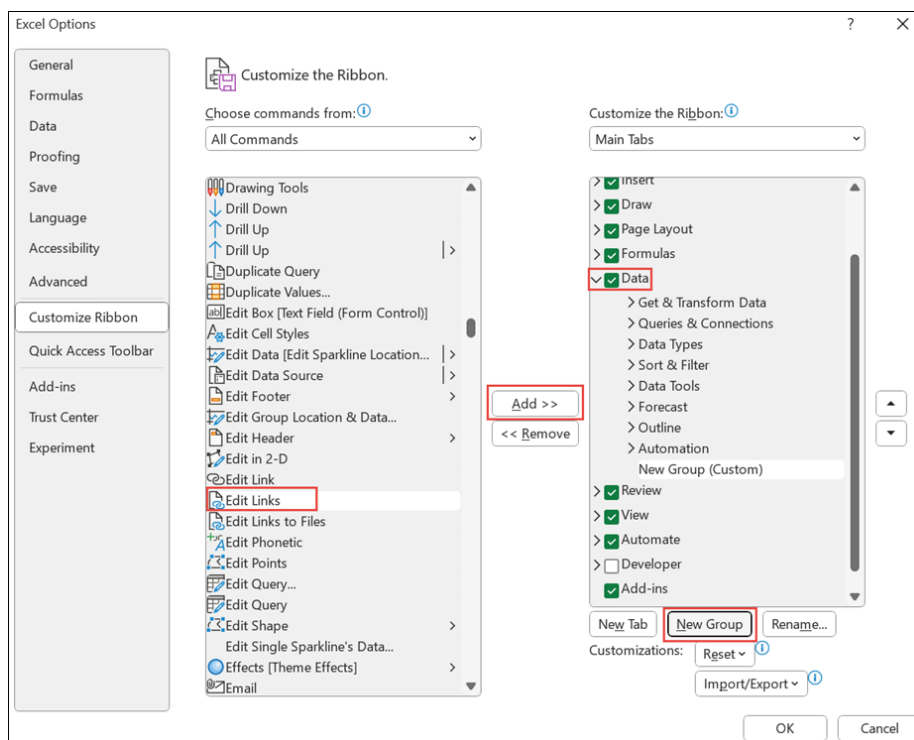 Excel Options
?
General
Formulas
Data
Proofing
Save
Language
Accessibility
Advanced
Customize Ribbon
Quick Access Toolbar
Add-ins
Trust Center
Experiment
Customize the Ribbon.
Choose commands from:
All Commands
Drawing Tools
Drill Down
Drill Up
Drill Up
Duplicate Query
Duplicate Values...
Edit Box [Text Field (Form Control)]
Edit Cell Styles
Edit Data [Edit Sparkline Location...
Edit Data Source
Edit Footer
Edit Group Location & Data...
Edit Header
Edit in 2-D
Edit Link
Edit Links
Edit Links to Files
Edit Phonetic
Edit Points
Edit Query...
Edit Query
Edit Shape
Edit Single Sparkline's Data...
Effects [Theme Effects]
Email
Add >>
<< Remove
Customize the Ribbon:
Main Tabs
Insert
Draw
Page Layout
Formulas
Data
Get & Transform Data
Queries & Connections
Data Types
Sort & Filter
Data Tools
Forecast
Outline
Automation
New Group (Custom)
Review
View
Automate
Developer
Add-ins
New Tab
New Group
Rename...
Customizations:
Reset
Import/Export
OK
Cancel